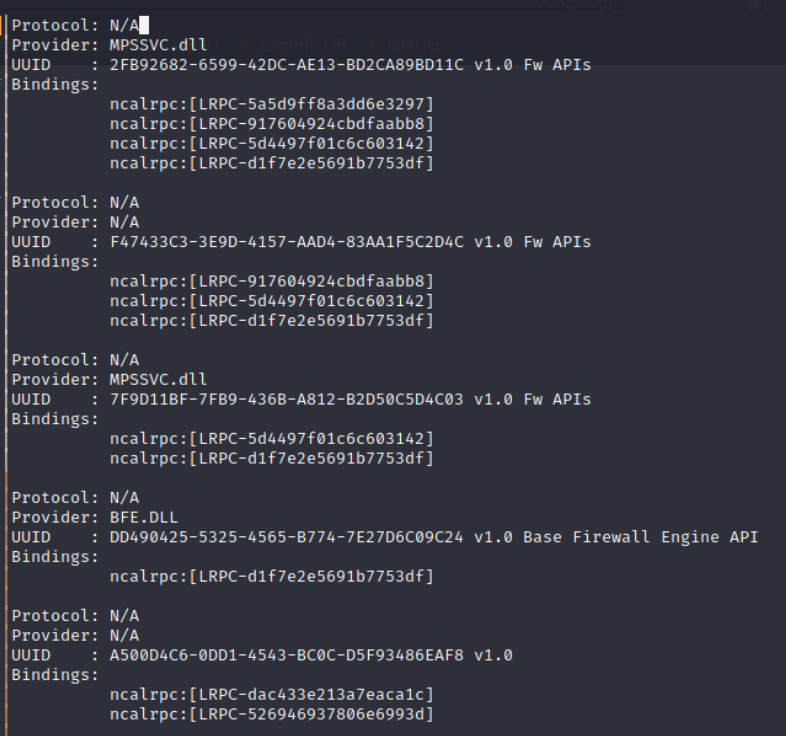 Protocol: N/A
Exploit-DB GHDB
Provider: MPSSVC.dll
UUID    : 2FB92682-6599-42DC-AE13-BD2CA89BD11C v1.0 Fw APIs
Bindings:
          ncalrpc:[LRPC-5a5d9ff8a3dd6e3297]
          ncalrpc:[LRPC-917604924cbdfaabb8]
          ncalrpc:[LRPC-5d4497f01c6c603142]
          ncalrpc:[LRPC-d1f7e2e5691b7753df]

Protocol: N/A
Provider: N/A
UUID    : F47433C3-3E9D-4157-AAD4-83AA1F5C2D4C v1.0 Fw APIs
Bindings:
          ncalrpc:[LRPC-917604924cbdfaabb8]
          ncalrpc:[LRPC-5d4497f01c6c603142]
          ncalrpc:[LRPC-d1f7e2e5691b7753df]

Protocol: N/A
Provider: MPSSVC.dll
UUID    : 7F9D11BF-7FB9-436B-A812-B2D50C5D4C03 v1.0 Fw APIs
Bindings:
          ncalrpc:[LRPC-5d4497f01c6c603142]
          ncalrpc:[LRPC-d1f7e2e5691b7753df]

Protocol: N/A
Provider: BFE.DLL
UUID    : DD490425-5325-4565-B774-7E27D6C09C24 v1.0 Base Firewall Engine API
Bindings:
          ncalrpc:[LRPC-d1f7e2e5691b7753df]

Protocol: N/A
Provider: N/A
UUID    : A500D4C6-0DD1-4543-BC0C-D5F93486EAF8 v1.0
Bindings:
          ncalrpc:[LRPC-dac433e213a7eaca1c]
          ncalrpc:[LRPC-526946937806e6993d]